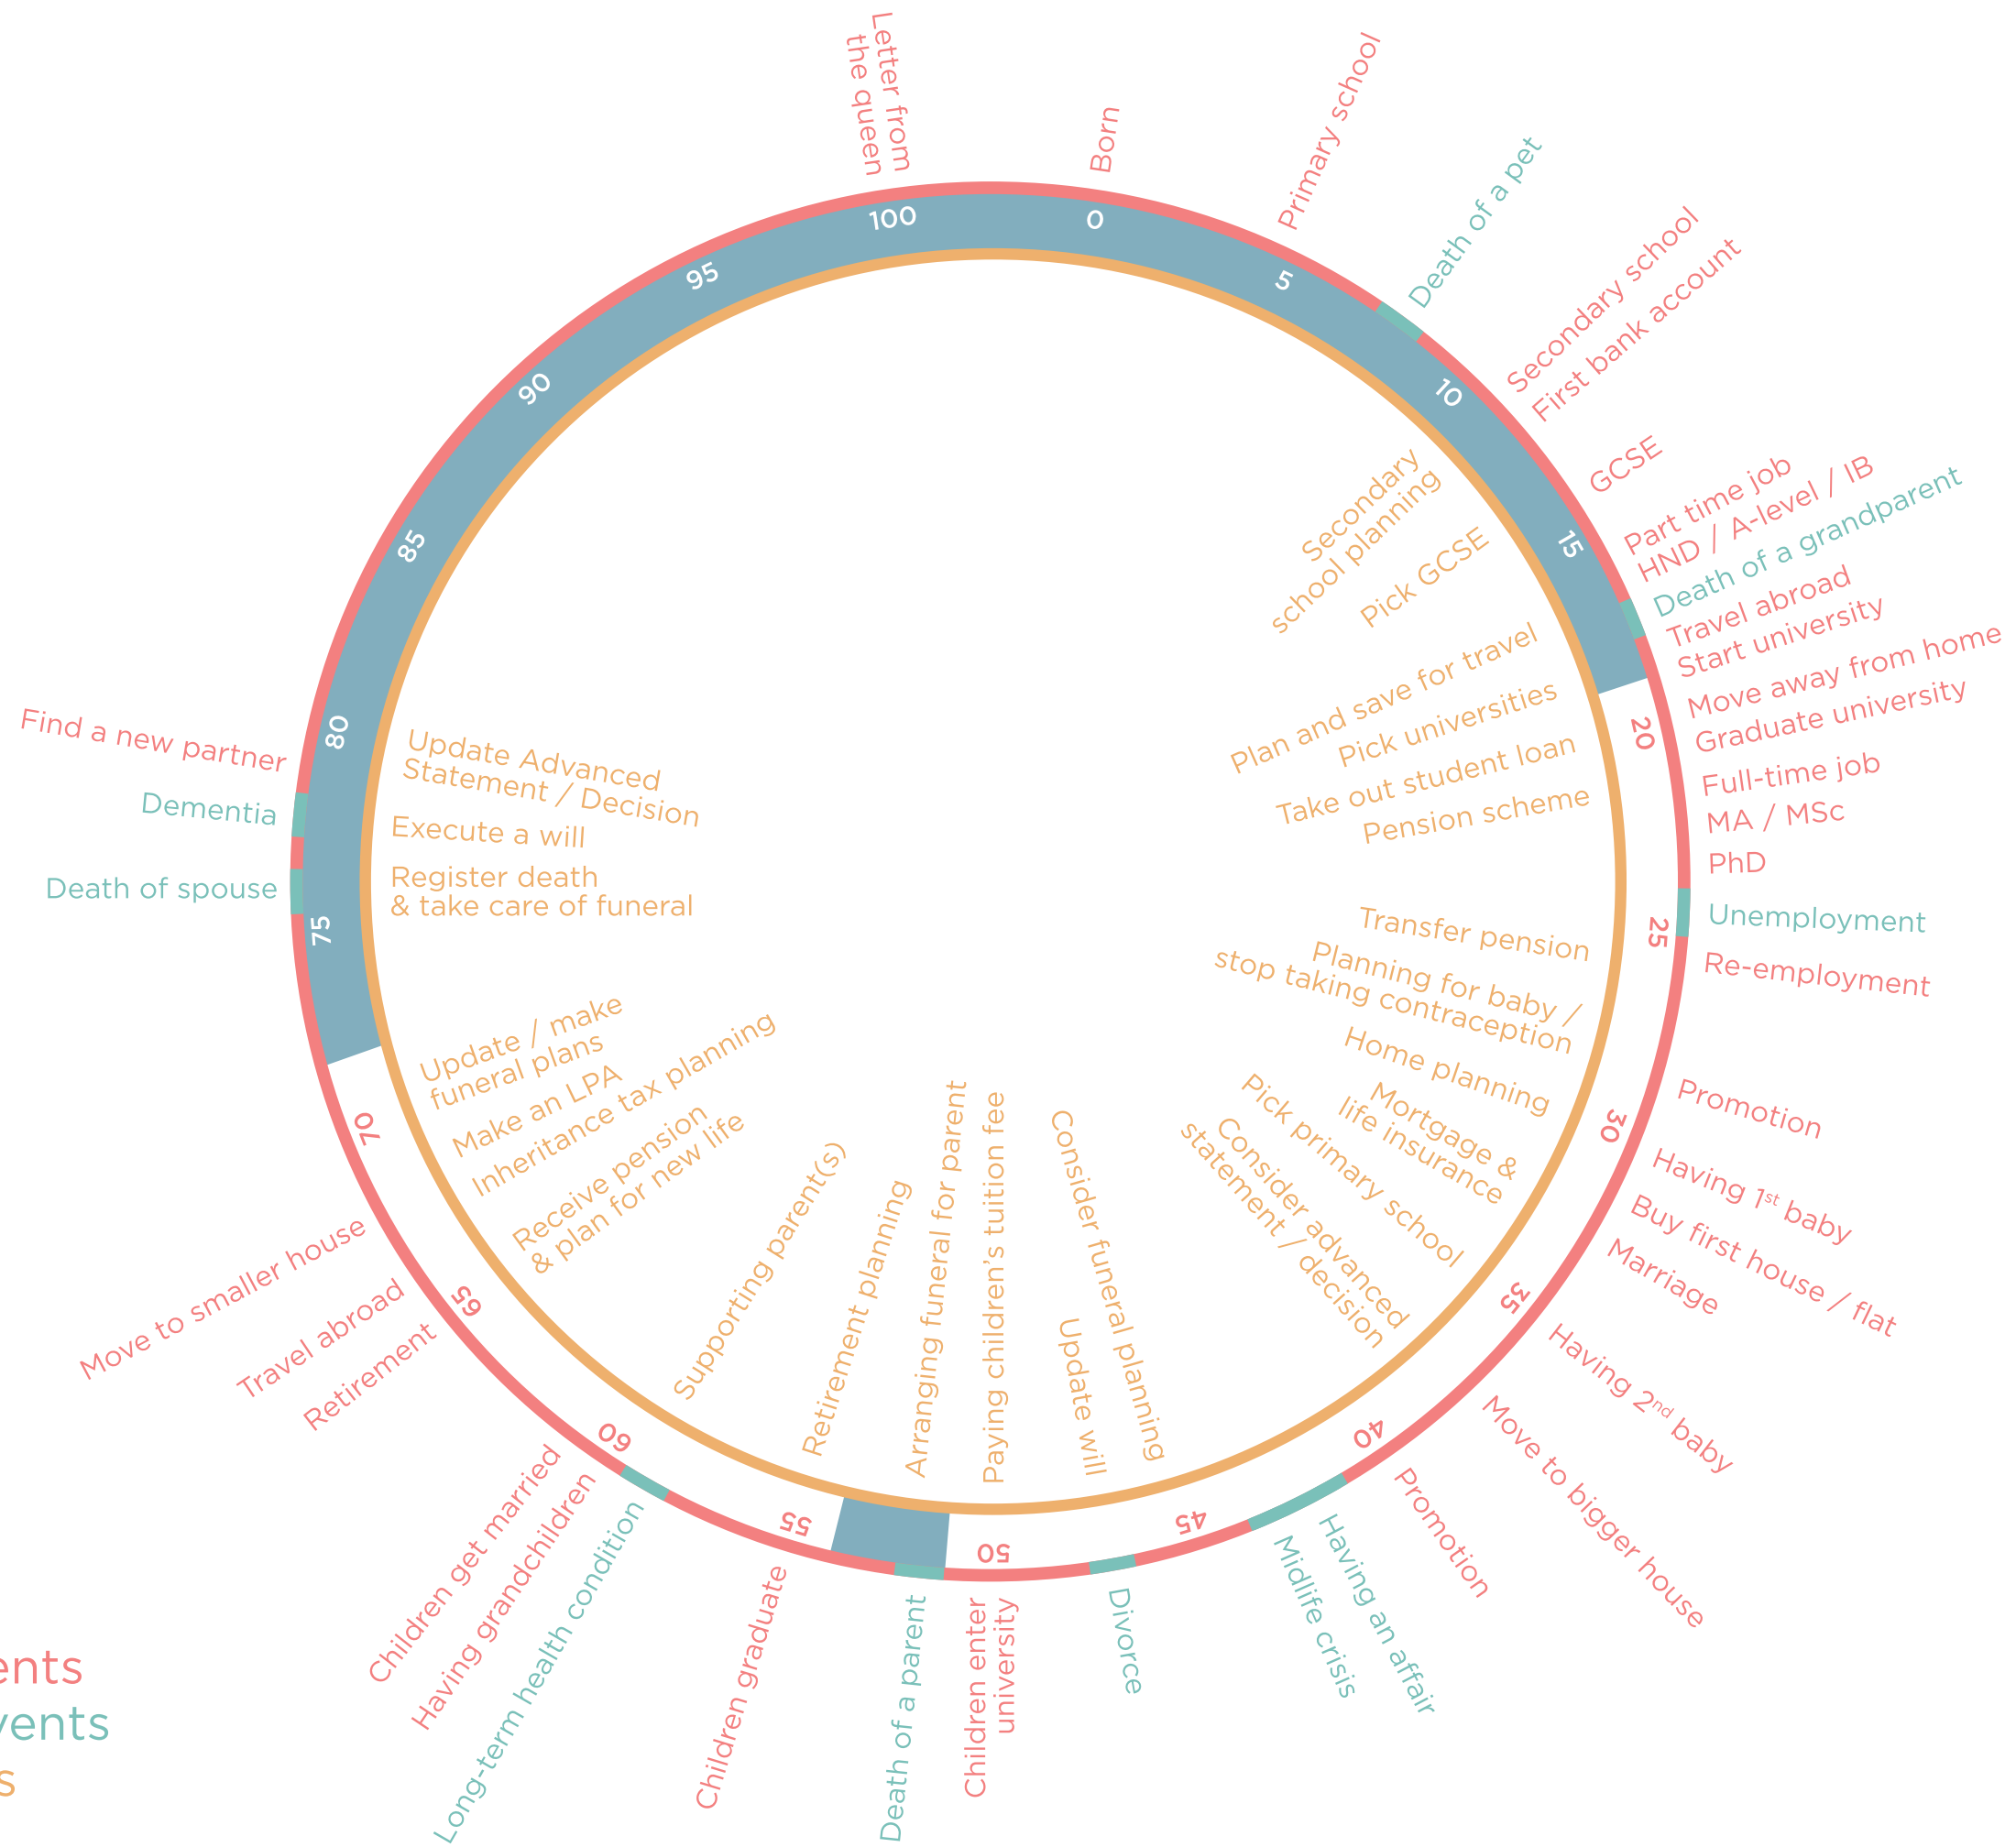 Born
Primary school
Death of a pet
Secondary school
First bank account
GCSE
Part time job
HND / A-level / IB
Death of a grandparent
Travel abroad
Start university
Move away from home
Graduate university
Full-time job
MA / MSc
PhD
Unemployment
Re-employment
Promotion
Having 1st baby
Buy first house / flat
Marriage
Having 2nd baby
Move to bigger house
Promotion
Having an affair
Midlife crisis
Divorce
Children enter
university
Death of a parent
Children graduate
Long-term health condition
Having grandchildren
Children get married
Retirement
Travel abroad
Move to smaller house
Death of spouse
Dementia
Find a new partner
Letter from
the queen
0
5
10
15
20
25
30
35
40
45
50
55
60
65
70
75
80
85
90
95
100
Secondary
school planning
Pick GCSE
Plan and save for travel
Pick universities
Take out student loan
Pension scheme
Transfer pension
Planning for baby /
stop taking contraception
Home planning
Mortgage &
life insurance
Pick primary school
Consider advanced
statement / decision
Consider funeral planning
Update will
Paying children's tuition fee
Arranging funeral for parent
Retirement planning
Supporting parent(s)
Receive pension
& plan for new life
Inheritance tax planning
Make an LPA
Update / make
funeral plans
Register death
& take care of funeral
Execute a will
Update Advanced
Statement / Decision
ents
vents
s